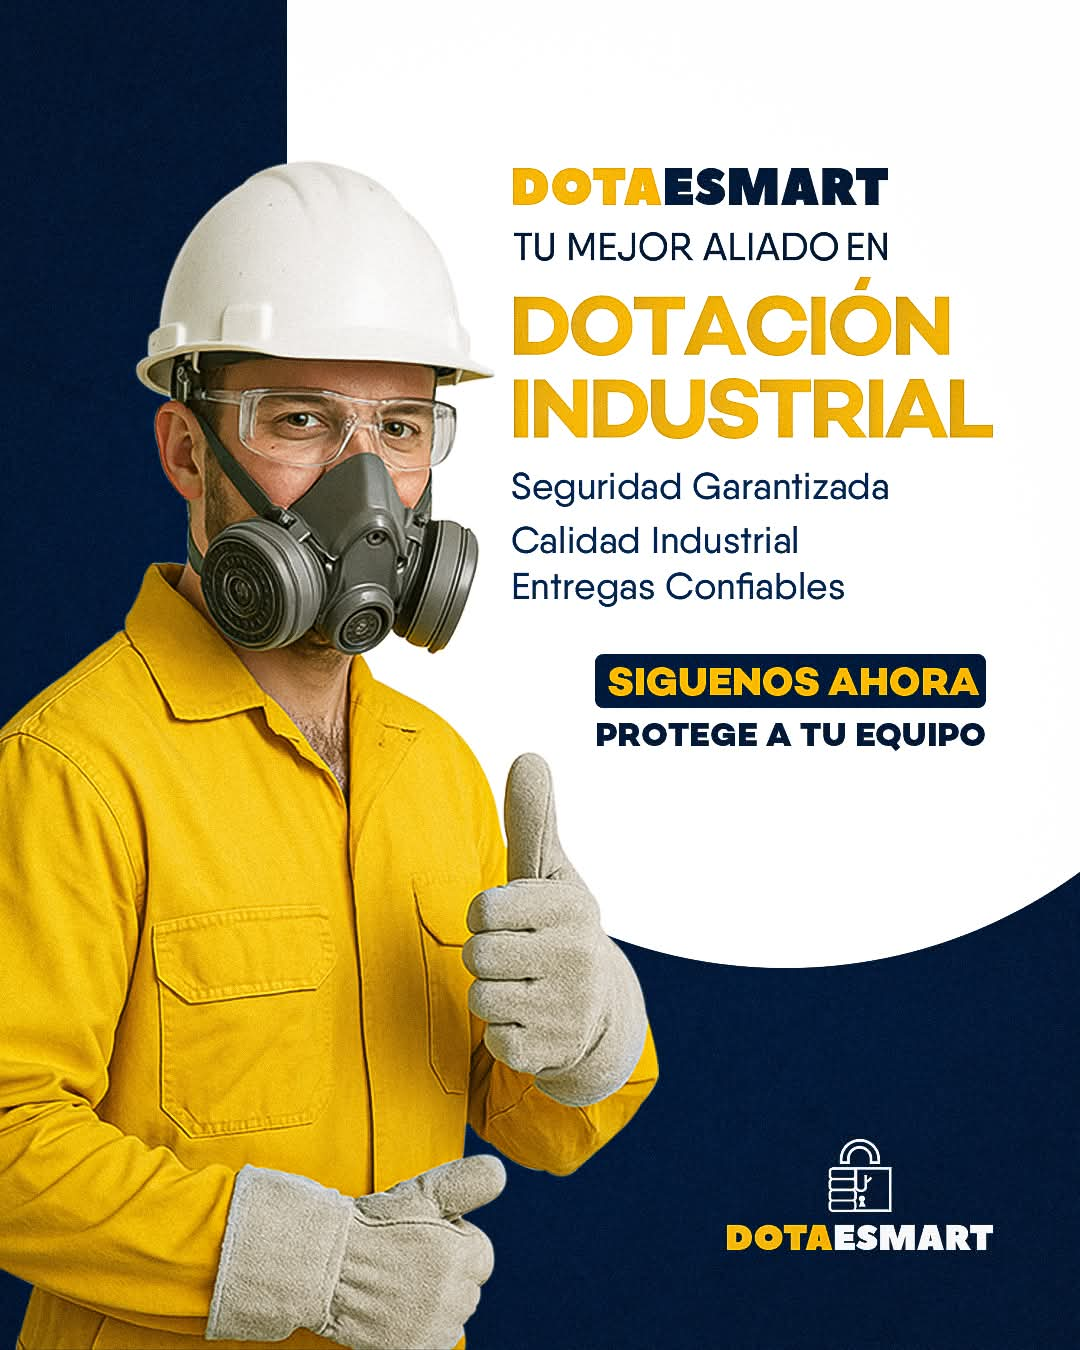 DOTAESMART
TU MEJOR ALIADO EN
DOTACIÓN
INDUSTRIAL
Seguridad Garantizada
Calidad Industrial
Entregas Confiables
SIGUENOS AHORA
PROTEGE A TU EQUIPO
DOTAESMART